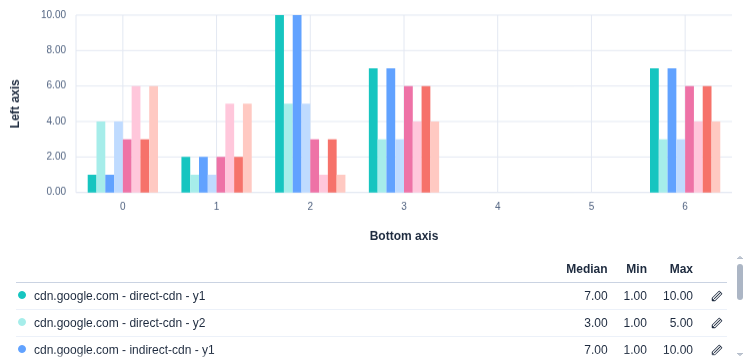 10.00
8.00
6.00
4.00
2.00
0.00
Left axis
0 1 2 3 4 5 6
Bottom axis
Median Min Max
cdn.google.com - direct-cdn - y1 7.00 1.00 10.00
cdn.google.com - direct-cdn - y2 3.00 1.00 5.00
cdn.google.com - indirect-cdn - y1 7.00 1.00 10.00